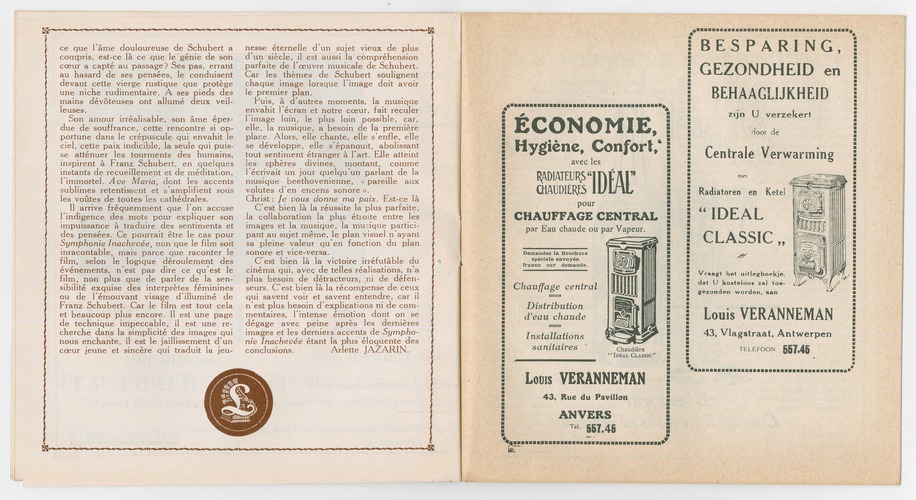 ce que l'âme douloureuse de Schubert a
compris, est-ce là ce que le génie de son
cœur a capté au passage? Ses pas, errant
au hasard de ses pensées, le conduisent
devant cette vierge rustique que protège
une niche rudimentaire. A ses pieds des
mains dévôteuses ont allumé deux veil-
leuses.
Son amour irréalisable, son âme éper-
due de souffrance, cette rencontre si op-
portune dans le crépuscule qui envahit le
ciel, cette paix indicible, la seule qui puis-
se atténuer les tourments des humains,
inspirent à Franz Schubert, en quelques
instants de recueillement et de méditation,
l'immortel. Ave Maria, dont les accents
sublimes retentissent et s'amplifient sous
les voûtes de toutes les cathédrales.
Il arrive fréquemment que l'on accuse
l'indigence des mots pour expliquer son
impuissance à traduire des sentiments et
des pensées. Ce pourrait être le cas pour
Symphonie Inachevée, non que le film soit
inracontable, mais parce que raconter le
film, selon le logique déroulement des
événements, n'est pas dire ce qu'est le
film, non plus que de parler de la sen-
sibilité exquise des interprètes féminines
ou de l'émouvant visage d'illuminé de
Franz Schubert. Car le film est tout cela
et beaucoup plus encore. Il est une page
de technique impeccable, il est une re-
cherche dans la simplicité des images qui
nous enchante, il est le jaillissement d'un
cœur jeune et sincère qui traduit la jeu-
nesse éternelle d'un sujet vieux de plus
d'un siècle, il est aussi la compréhension
parfaite de l'œuvre musicale de Schubert.
Car les thèmes de Schubert soulignent
chaque image lorsque l'image doit avoir
le premier plan.
Puis, à d'autres moments, la musique
envahit l'écran et notre cœur, fait reculer
l'image loin, le plus loin possible, car,
elle, la musique, a besoin de la première
place. Alors, elle chante, elle s'enfle, elle
se développe, elle s'épanouit, abolissant
tout sentiment étranger à l'art. Elle atteint
les sphères divines, montant, comme
l'écrivait un jour quelqu'un parlant de la
musique beethovenienne, « pareille aux
volutes d'en encens sonore ».
Christ : Je vous donne ma paix. Est-ce là
C'est bien là la réussite la plus parfaite,
la collaboration la plus étroite entre les
images et la musique, la musique partici-
pant au sujet même, le plan visuel n'ayant
sa pleine valeur qu'en fonction du plan
sonore et vice-versa.
C'est bien là la victoire irréfutable du
cinéma qui, avec de telles réalisations, n'a
plus besoin de détracteurs, ni de défen-
seurs. C'est bien là la récompense de ceux
qui savent voir et savent entendre, car il
n'est plus besoin d'explications ni de com-
mentaires, l'intense émotion dont on se
dégage avec peine après les dernières
images et les derniers accents de Sympho-
nie Inachevée étant la plus éloquente des
conclusions. Arlette JAZARIN.
L
ÉCONOMIE,
Hygiène, Confort,
avec les
RADIATEURS
CHAUDIÈRES "IDÉAL"
pour
CHAUFFAGE CENTRAL
par Eau chaude ou par Vapeur.
Demandez la Brochure
spéciale envoyée
franco sur demande.
Chauffage central
Distribution
d'eau chaude
Installations
sanitaires
Chaudière
"IDEAL CLASSIC"
Louis VERANNEMAN
43, Rue du Pavillon
ANVERS
Tél. 557.45
BESPARING,
GEZONDHEID en
BEHAAGLIJKHEID
zijn U verzekerd
door de
Centrale Verwarming
met
Radiatoren en Ketel
"IDEAL
CLASSIC„
Vraagt het uitlegboekje,
dat U kosteloos zal toe-
gezonden worden, aan
Louis VERANNEMAN
43, Vlagstraat, Antwerpen
TELEFOON 557.45